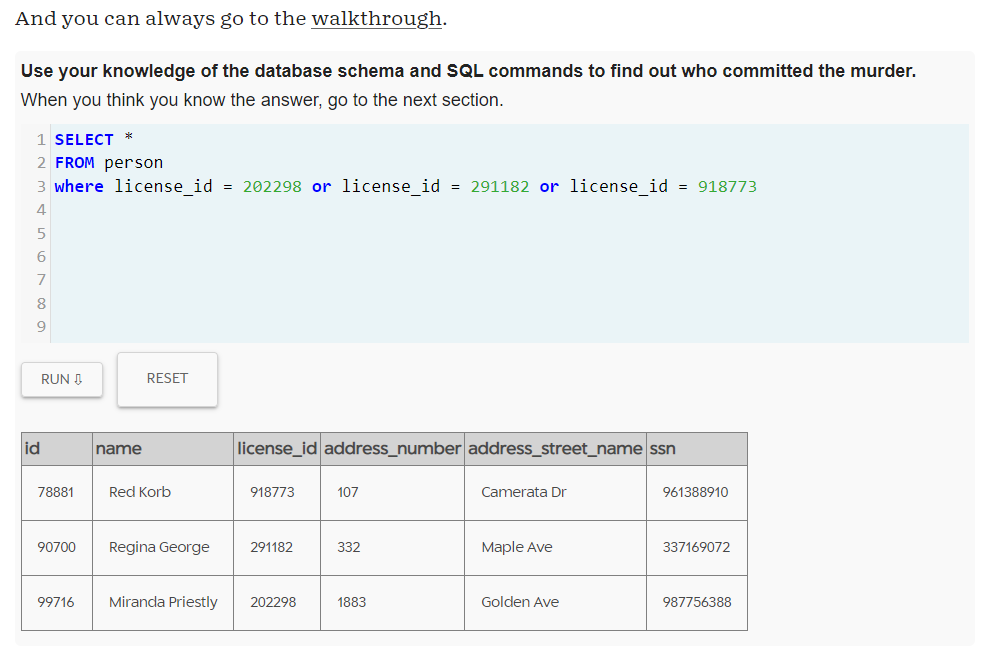 And you can always go to the walkthrough.
Use your knowledge of the database schema and SQL commands to find out who committed the murder.
When you think you know the answer, go to the next section.
1 SELECT *
2 FROM person
3 where license_id = 202298 or license_id = 291182 or license_id = 918773
4
5
6
7
8
9
RUN ⇩ RESET
id name license_id address_number address_street_name ssn
78881 Red Korb 918773 107 Camerata Dr 961388910
90700 Regina George 291182 332 Maple Ave 337169072
99716 Miranda Priestly 202298 1883 Golden Ave 987756388